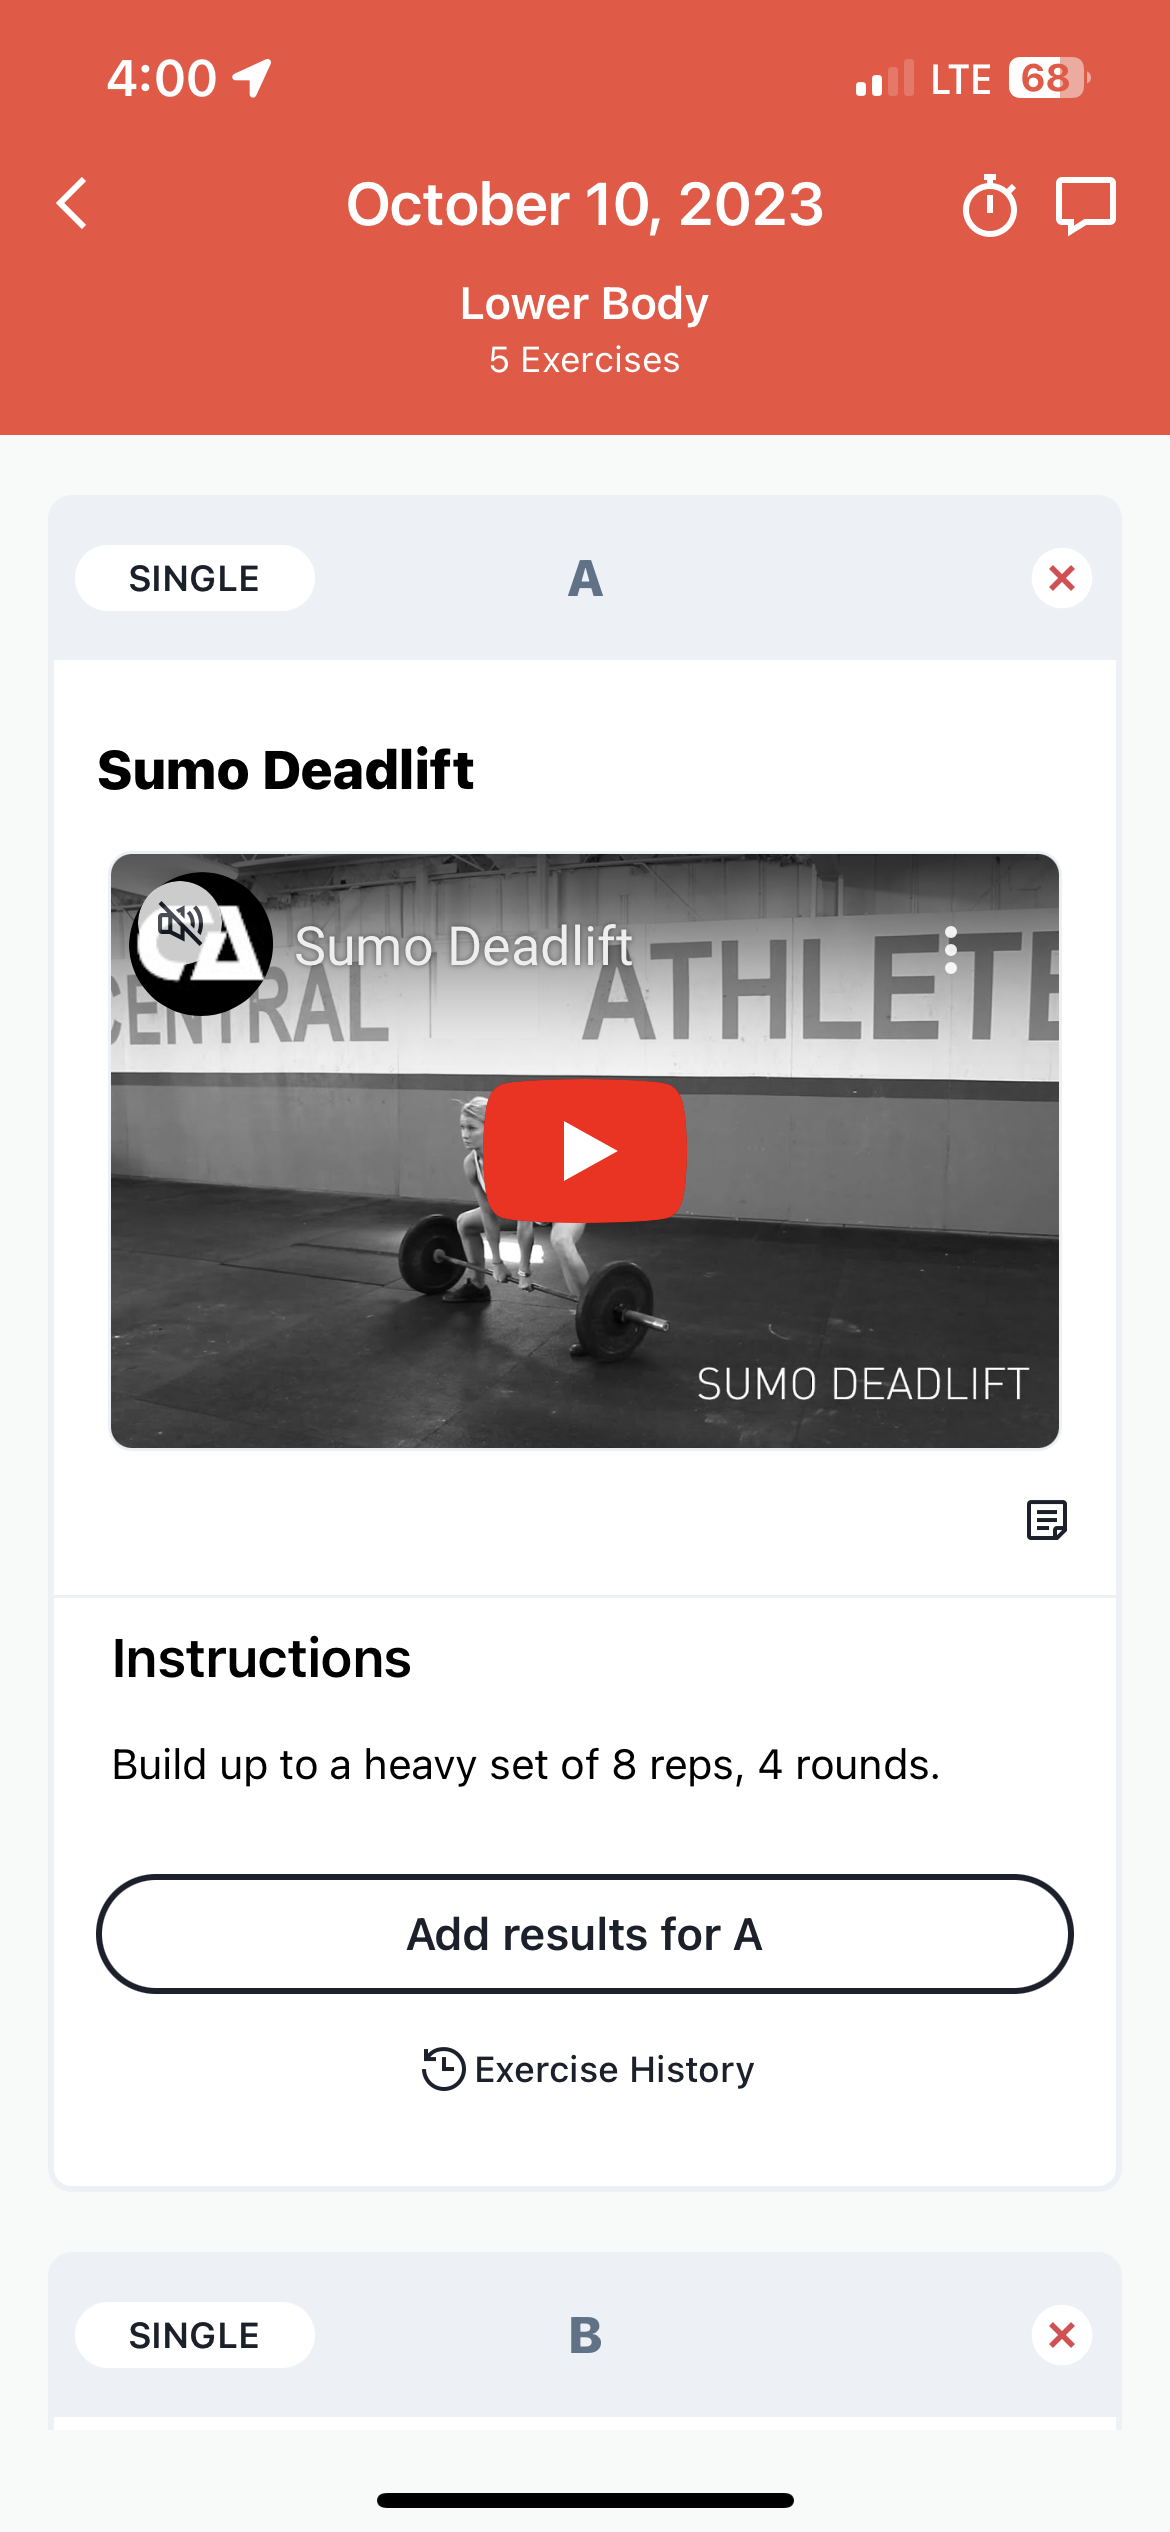 4:00
LTE 68
October 10, 2023
Lower Body
5 Exercises
SINGLE
A
Sumo Deadlift
CA
Sumo Deadlift
CENTRAL ATHLETE
SUMO DEADLIFT
Instructions
Build up to a heavy set of 8 reps, 4 rounds.
Add results for A
Exercise History
SINGLE
B